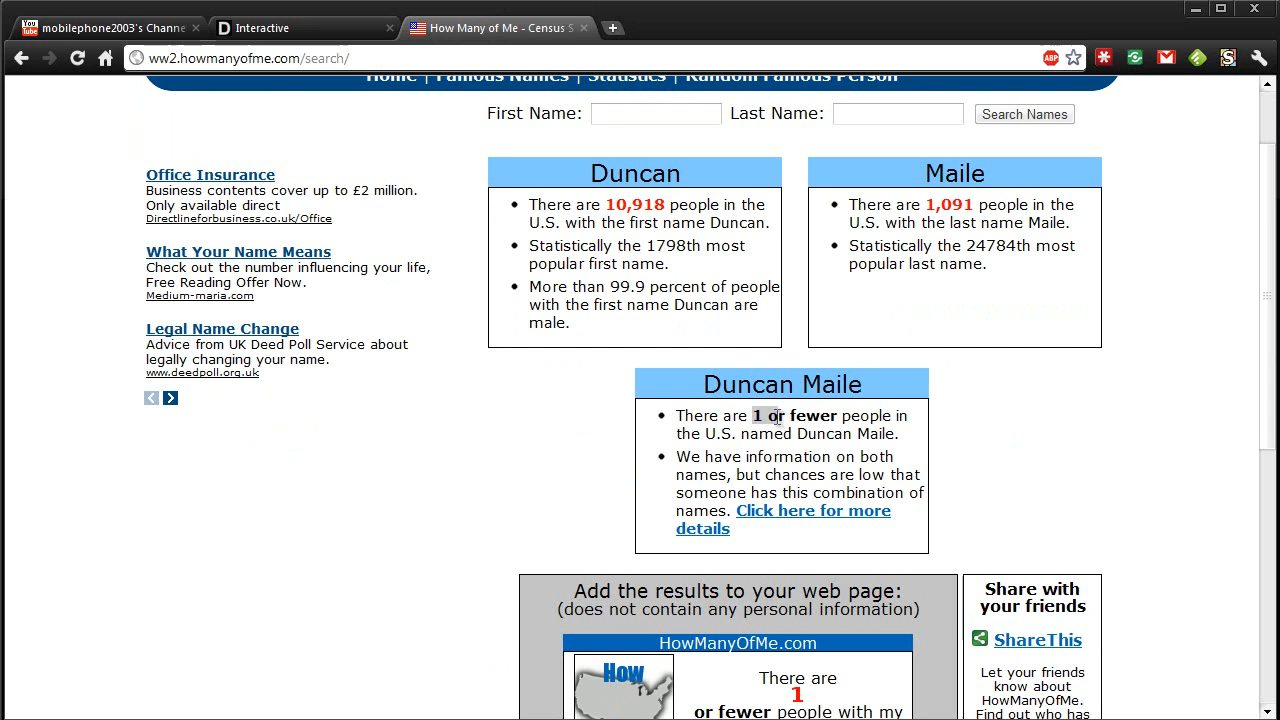 mobilephone2003's Channe
Interactive
How Many of Me - Census S
ww2.howmanyofme.com/search/
ABP
Home | Famous Names | Statistics | Random Famous Person
First Name: Last Name: Search Names
Office Insurance
Business contents cover up to £2 million.
Only available direct
Directlineforbusiness.co.uk/Office
What Your Name Means
Check out the number influencing your life,
Free Reading Offer Now.
Medium-maria.com
Legal Name Change
Advice from UK Deed Poll Service about
legally changing your name.
www.deedpoll.org.uk
Duncan
There are 10,918 people in the
U.S. with the first name Duncan.
Statistically the 1798th most
popular first name.
More than 99.9 percent of people
with the first name Duncan are
male.
Maile
There are 1,091 people in the
U.S. with the last name Maile.
Statistically the 24784th most
popular last name.
Duncan Maile
There are 1 or fewer people in
the U.S. named Duncan Maile.
We have information on both
names, but chances are low that
someone has this combination of
names. Click here for more
details
Add the results to your web page:
(does not contain any personal information)
HowManyOfMe.com
How
There are
1
or fewer people with my
Share with
your friends
ShareThis
Let your friends
know about
HowManyOfMe.
Find out who has